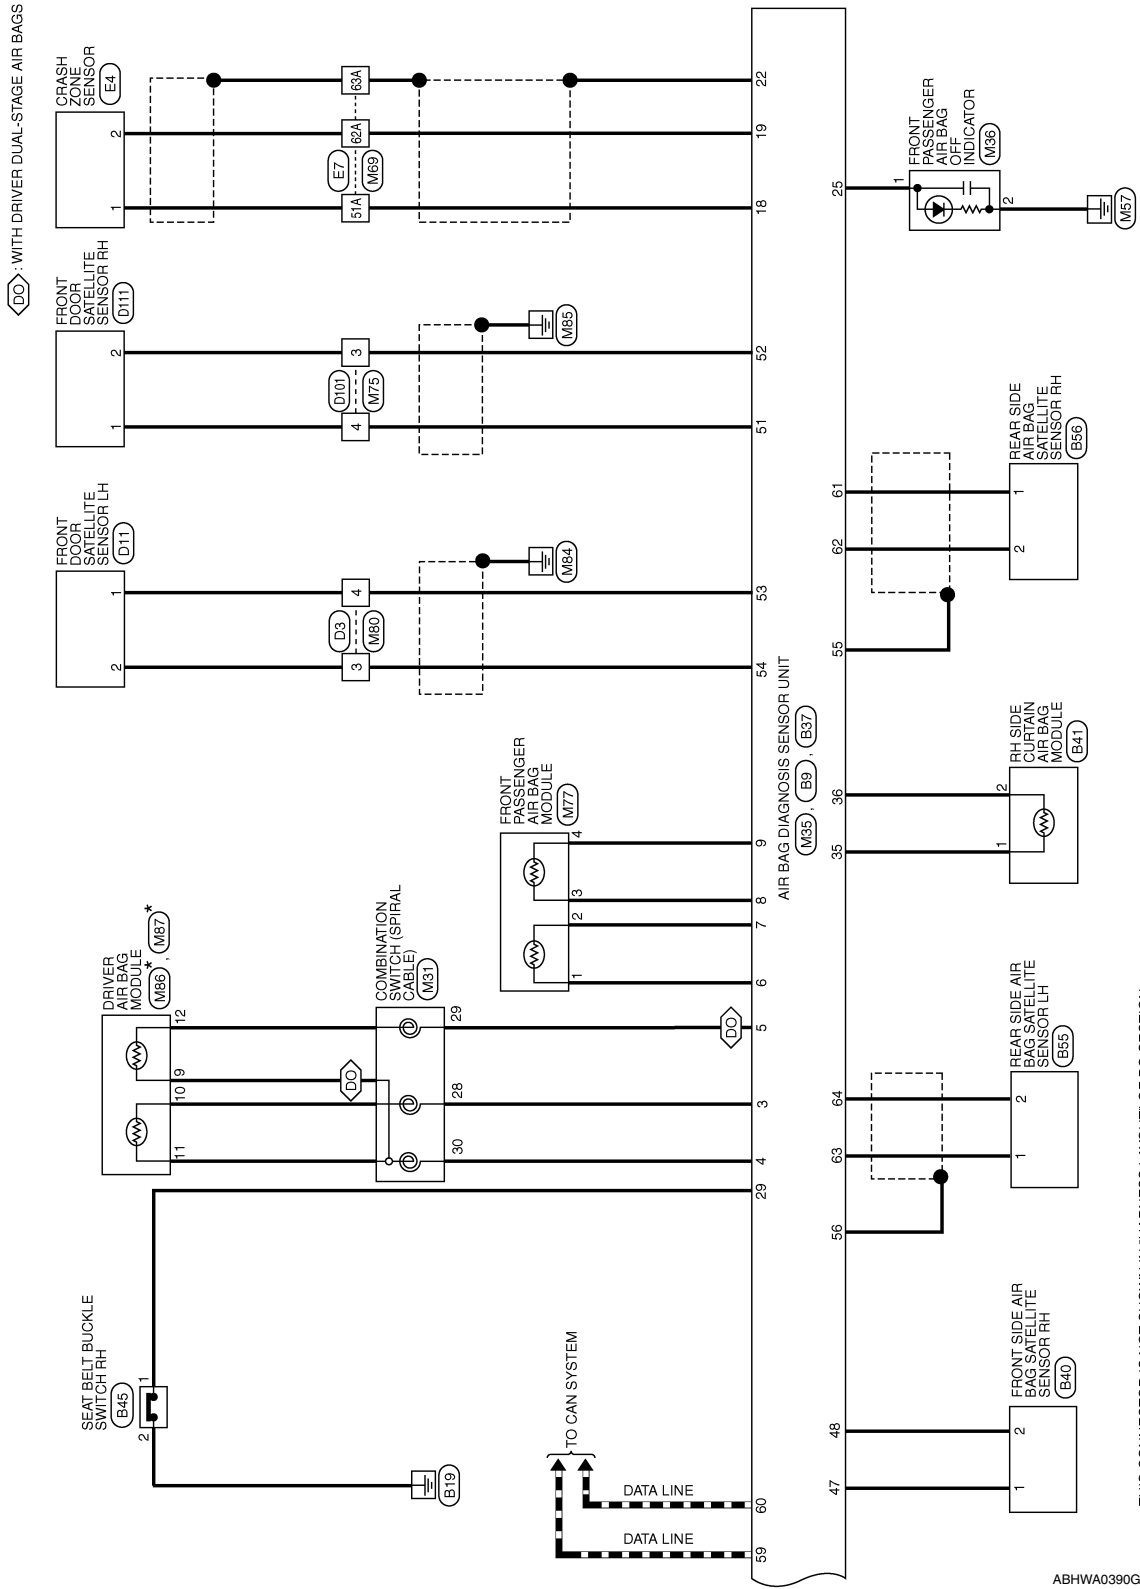 DO : WITH DRIVER DUAL-STAGE AIR BAGS
SEAT BELT BUCKLE
SWITCH RH
B45
2
1
B19
DRIVER
AIR BAG
MODULE
M86 * , M87 *
11
10
9
12
DO
COMBINATION
SWITCH (SPIRAL
CABLE)
M31
30
28
29
DO
FRONT
PASSENGER
AIR BAG
MODULE
M77
1
2
3
4
FRONT
DOOR
SATELLITE
SENSOR LH
D11
2
1
3
D3
M80
4
M84
FRONT
DOOR
SATELLITE
SENSOR RH
D111
1
2
4
D101
M75
3
M85
CRASH
ZONE
SENSOR
E4
1
2
51A
E7
M69
62A
63A
TO CAN SYSTEM
DATA LINE
DATA LINE
59
60
29
4
3
5
6
7
8
9
54
53
51
52
18
19
22
AIR BAG DIAGNOSIS SENSOR UNIT
M35 , B9 , B37
47
48
56
63
64
35
36
55
62
61
25
FRONT SIDE AIR
BAG SATELLITE
SENSOR RH
B40
1
2
REAR SIDE AIR
BAG SATELLITE
SENSOR LH
B55
1
2
RH SIDE
CURTAIN
AIR BAG
MODULE
B41
1
2
REAR SIDE
AIR BAG
SATELLITE
SENSOR RH
B56
2
1
FRONT
PASSENGER
AIR BAG
OFF
INDICATOR
M36
1
2
M57
ABHWA0390G